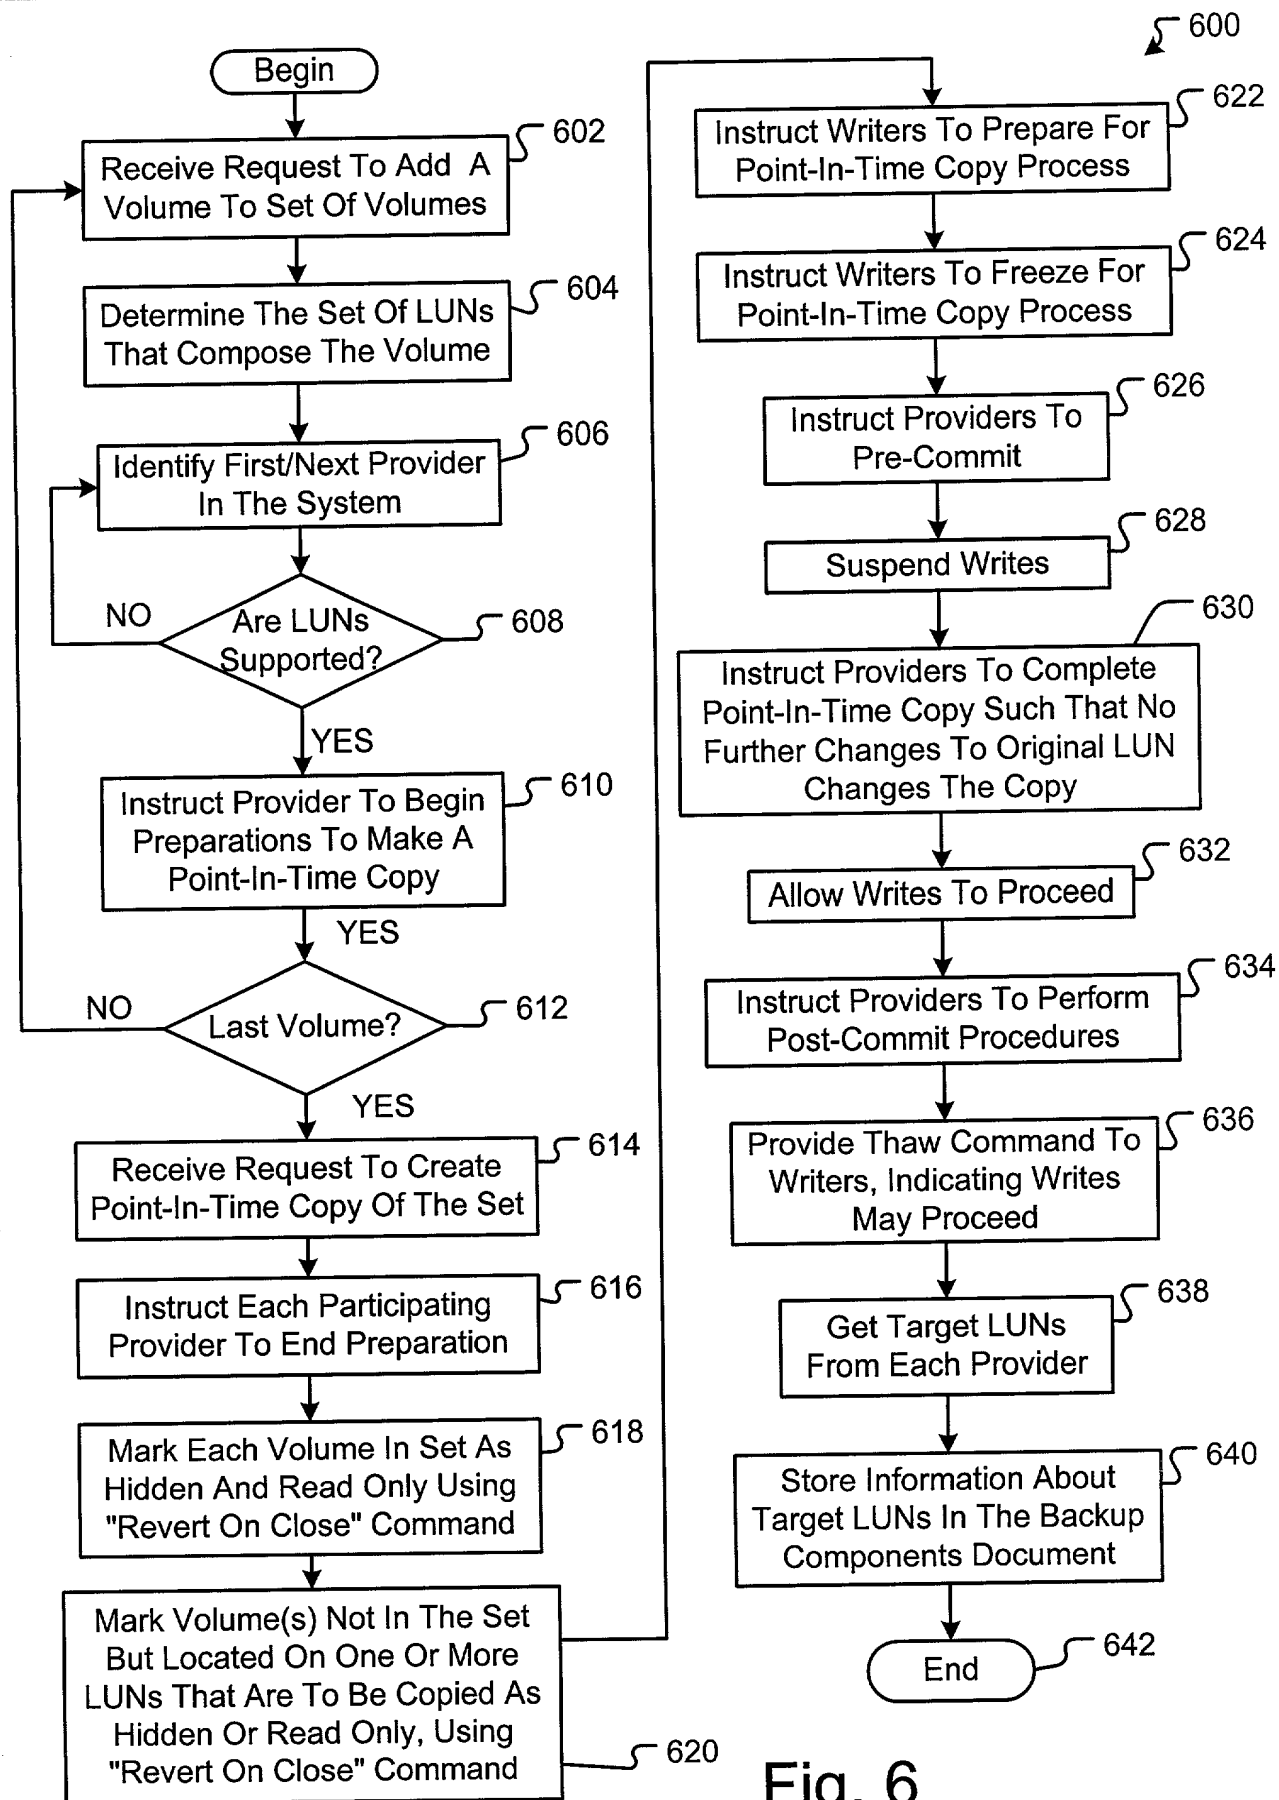 600
Begin
602
Receive Request To Add A
Volume To Set Of Volumes
604
Determine The Set Of LUNs
That Compose The Volume
606
Identify First/Next Provider
In The System
NO
Are LUNs
Supported?
608
YES
Instruct Provider To Begin
Preparations To Make A
Point-In-Time Copy
610
YES
NO
Last Volume?
612
YES
614
Receive Request To Create
Point-In-Time Copy Of The Set
616
Instruct Each Participating
Provider To End Preparation
618
Mark Each Volume In Set As
Hidden And Read Only Using
"Revert On Close" Command
Mark Volume(s) Not In The Set
But Located On One Or More
LUNs That Are To Be Copied As
Hidden Or Read Only, Using
"Revert On Close" Command
620
622
Instruct Writers To Prepare For
Point-In-Time Copy Process
624
Instruct Writers To Freeze For
Point-In-Time Copy Process
626
Instruct Providers To
Pre-Commit
628
Suspend Writes
630
Instruct Providers To Complete
Point-In-Time Copy Such That No
Further Changes To Original LUN
Changes The Copy
632
Allow Writes To Proceed
634
Instruct Providers To Perform
Post-Commit Procedures
636
Provide Thaw Command To
Writers, Indicating Writes
May Proceed
638
Get Target LUNs
From Each Provider
640
Store Information About
Target LUNs In The Backup
Components Document
End
642
Fig. 6